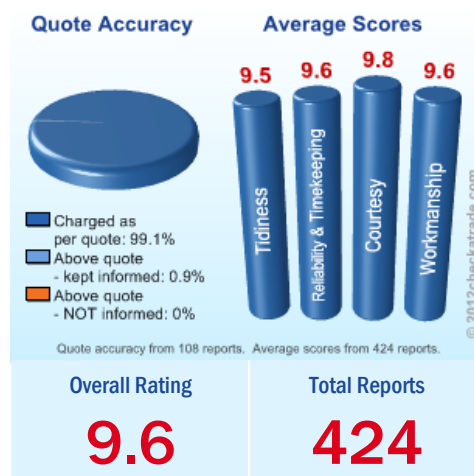 Quote Accuracy
Average Scores
9.5
9.6
9.8
9.6
Tidiness
Reliability & Timekeeping
Courtesy
Workmanship
Charged as
per quote: 99.1%
Above quote
- kept informed: 0.9%
Above quote
- NOT informed: 0%
© 2012checkatrade.com
Quote accuracy from 108 reports. Average scores from 424 reports.
Overall Rating
9.6
Total Reports
424